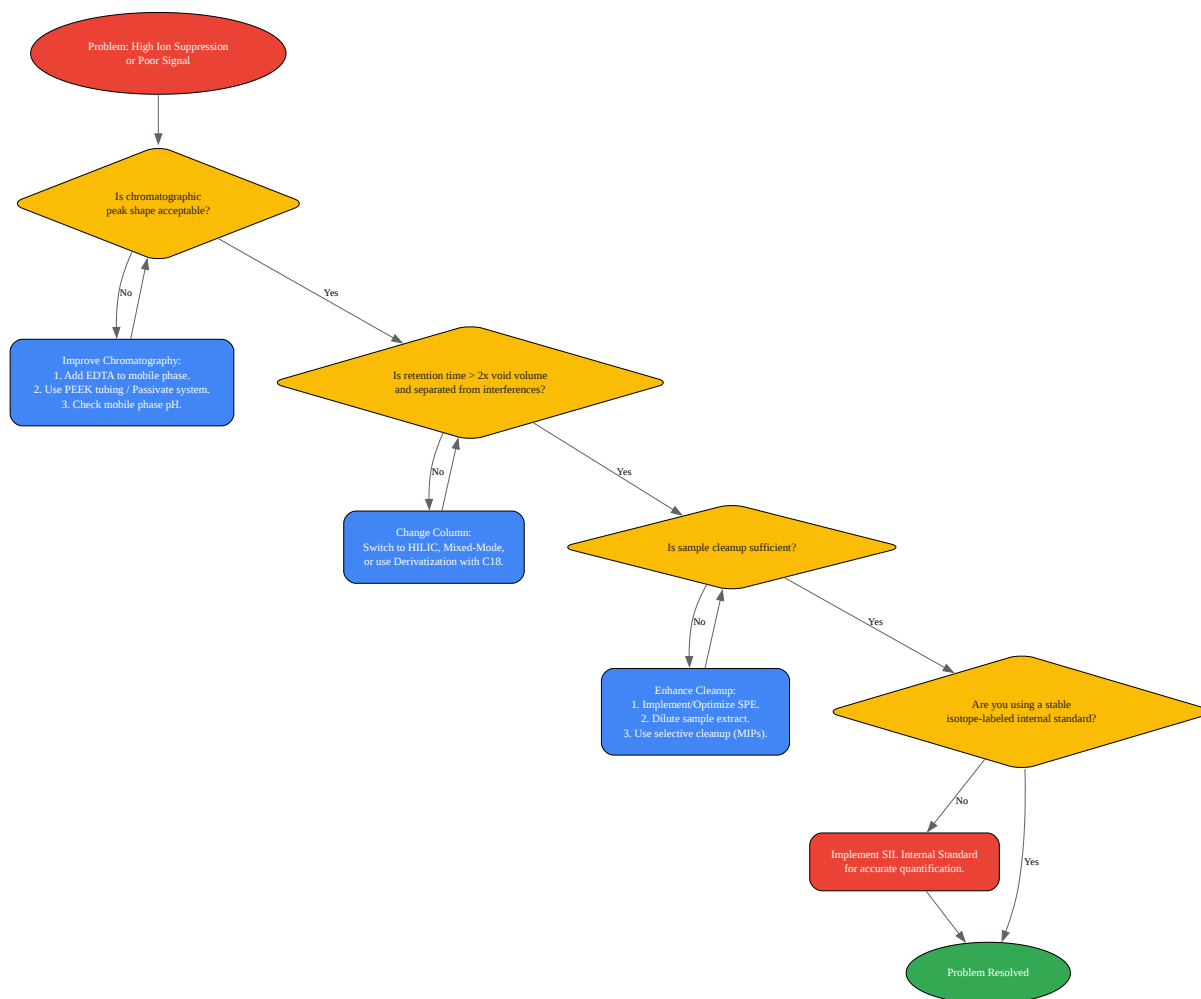 Problem: High Ion Suppression
or Poor Signal
Is chromatographic
peak shape acceptable?
No
Yes
Improve Chromatography:
1. Add EDTA to mobile phase.
2. Use PEEK tubing / Passivate system.
3. Check mobile phase pH.
Is retention time > 2x void volume
and separated from interferences?
No
Yes
Change Column:
Switch to HILIC, Mixed-Mode,
or use Derivatization with C18.
Is sample cleanup sufficient?
No
Yes
Enhance Cleanup:
1. Implement/Optimize SPE.
2. Dilute sample extract.
3. Use selective cleanup (MIPs).
Are you using a stable
isotope-labeled internal standard?
No
Implement SIL Internal Standard
for accurate quantification.
Yes
Problem Resolved